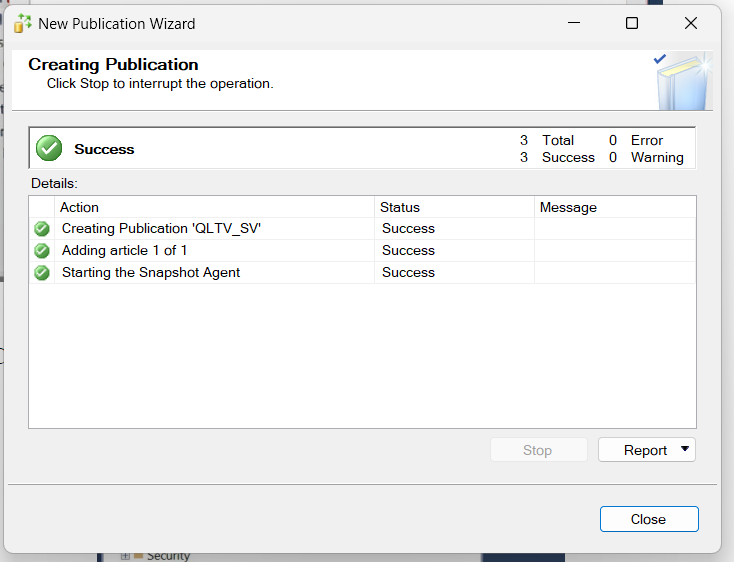 New Publication Wizard
Creating Publication
Click Stop to interrupt the operation.
Success
3 Total 0 Error
3 Success 0 Warning
Details:
Action Status Message
Creating Publication 'QLTV_SV' Success
Adding article 1 of 1 Success
Starting the Snapshot Agent Success
Stop Report
Close
Security